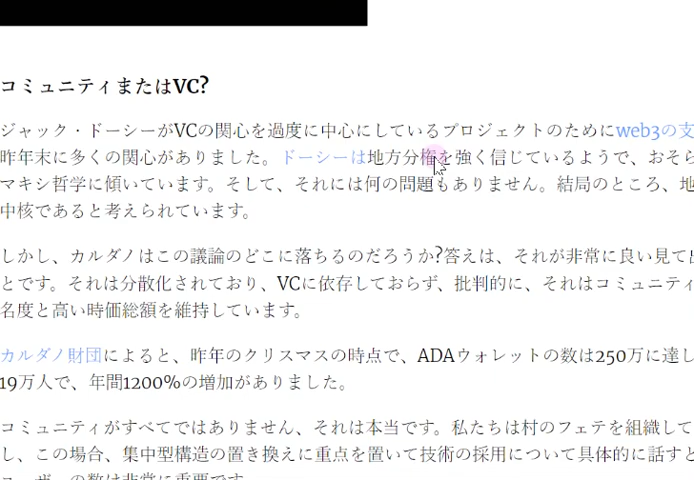 コミュニティまたはVC?
ジャック・ドーシーがVCの関心を過度に中心にしているプロジェクトのためにweb3の支
昨年末に多くの関心がありました。ドーシーは地方分権を強く信じているようで、おそら
マキシ哲学に傾いています。そして、それには何の問題もありません。結局のところ、地
中核であると考えられています。
しかし、カルダノはこの議論のどこに落ちるのだろうか?答えは、それが非常に良い見て
とです。それは分散化されており、VCに依存しておらず、批判的に、それはコミュニティ
名度と高い時価総額を維持しています。
カルダノ財団によると、昨年のクリスマスの時点で、ADAウォレットの数は250万に達し
19万人で、年間1200%の増加がありました。
コミュニティがすべてではありません、それは本当です。私たちは村のフェテを組織して
し、この場合、集中型構造の置き換えに重点を置いて技術の採用について具体的に話すと
ユーザーの数は非常に重要です